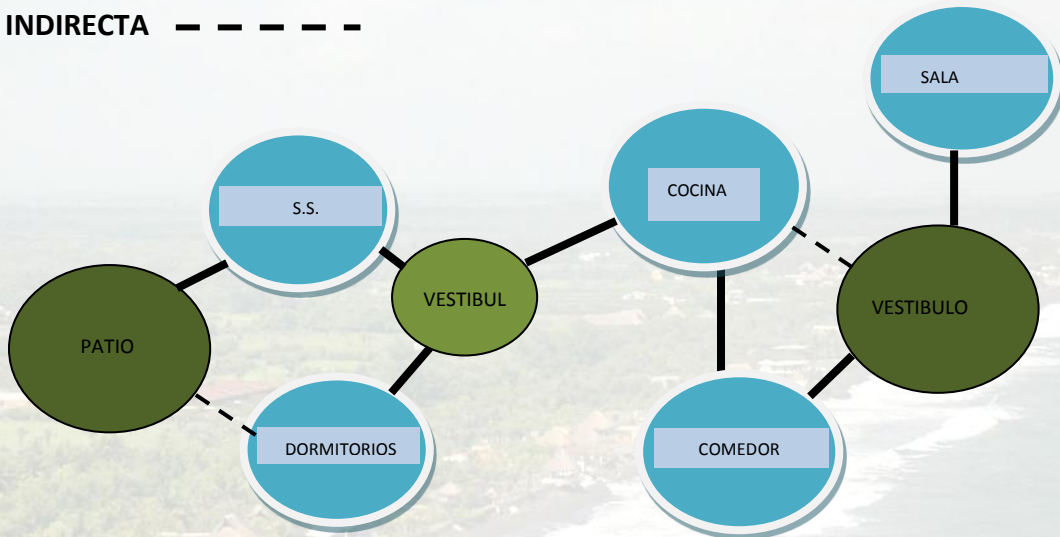 INDIRECTA
SALA
COCINA
S.S.
VESTIBUL
VESTIBULO
PATIO
DORMITORIOS
COMEDOR